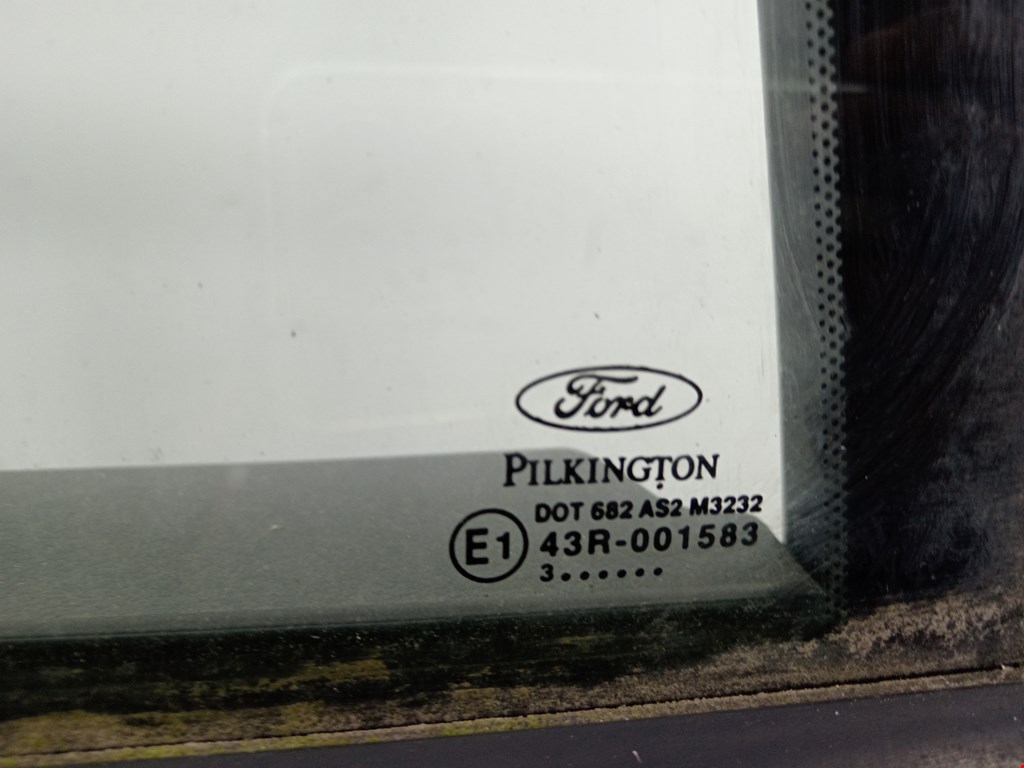 Ford
PILKINGTON
DOT 682 AS2 M3232
E1 43R-001583
3......